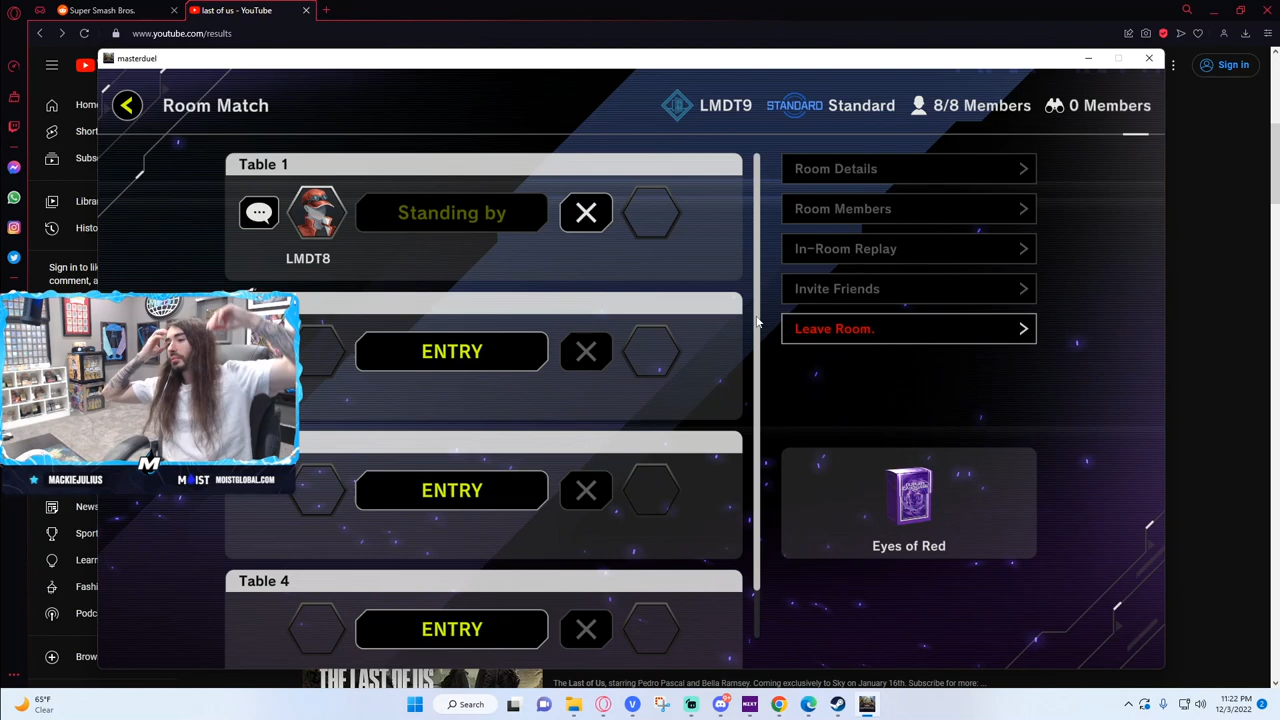 Super Smash Bros.
last of us - YouTube
www.youtube.com/results
masterduel
Sign in
Room Match
LMDT9
STANDARD Standard
8/8 Members
0 Members
Table 1
Standing by
LMDT8
ENTRY
ENTRY
Table 4
ENTRY
Room Details
Room Members
In-Room Replay
Invite Friends
Leave Room.
Eyes of Red
Hom
Short
Subs
Libra
Histo
Sign in to lik
comment, a
MACKIEJULIUS
M
MOIST MOISTGLOBAL.COM
News
Sport
Learn
Fashi
Podc
Brow
THE LAST OF US
The Last of Us, starring Pedro Pascal and Bella Ramsey. Coming exclusively to Sky on January 16th. Subscribe for more: ...
65°F
Clear
Search
NZXT
11:22 PM
12/3/2022